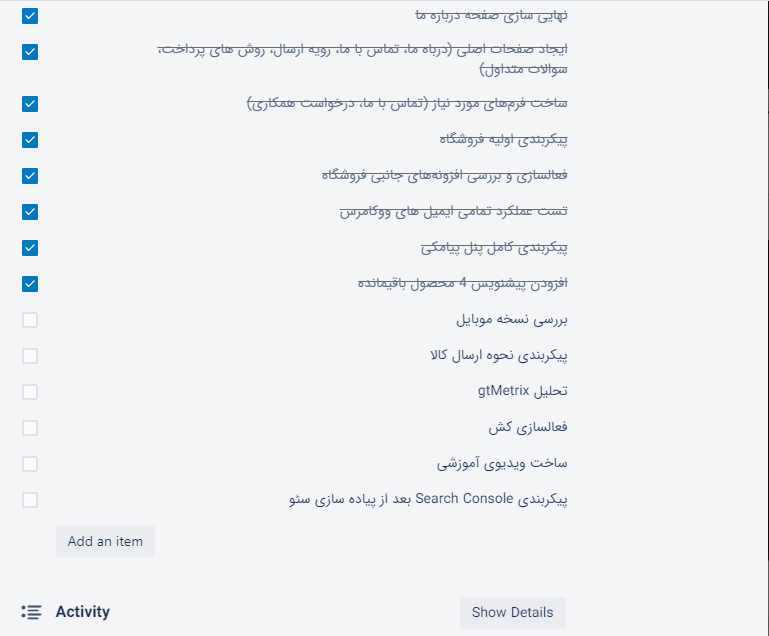 نهایی سازی صفحه درباره ما
ایجاد صفحات اصلی (درباه ما، تماس با ما، رویه ارسال، روش های پرداخت،
سوالات متداول)
ساخت فرم‌های مورد نیاز (تماس با ما، درخواست همکاری)
پیکربندی اولیه فروشگاه
فعالسازی و بررسی افزونه‌های جانبی فروشگاه
تست عملکرد تمامی ایمیل های ووکامرس
پیکربندی کامل پنل پیامکی
افزودن پیشنویس 4 محصول باقیمانده
بررسی نسخه موبایل
پیکربندی نحوه ارسال کالا
تحلیل gtMetrix
فعالسازی کش
ساخت ویدیوی آموزشی
پیکربندی Search Console بعد از پیاده سازی سئو
Add an item
Activity
Show Details